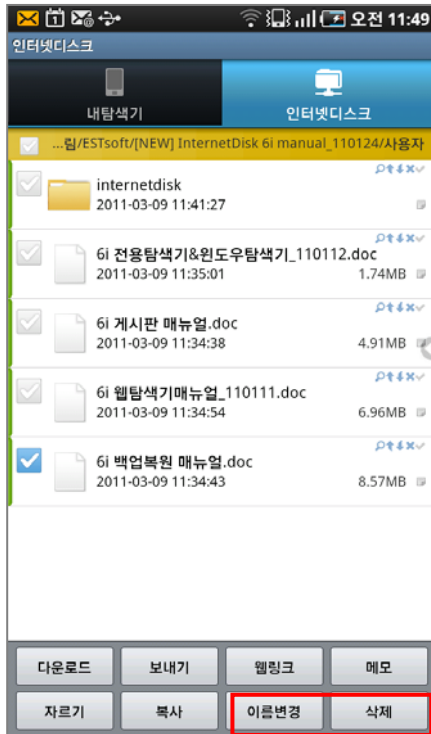 오전 11:49
인터넷디스크
내탐색기
인터넷디스크
...림/ESTsoft/[NEW] InternetDisk 6i manual_110124/사용자
internetdisk
2011-03-09 11:41:27
6i 전용탐색기&윈도우탐색기_110112.doc
2011-03-09 11:35:01 1.74MB
6i 게시판 매뉴얼.doc
2011-03-09 11:34:38 4.91MB
6i 웹탐색기매뉴얼_110111.doc
2011-03-09 11:34:54 6.96MB
6i 백업복원 매뉴얼.doc
2011-03-09 11:34:43 8.57MB
다운로드 보내기 웹링크 메모
자르기 복사 이름변경 삭제